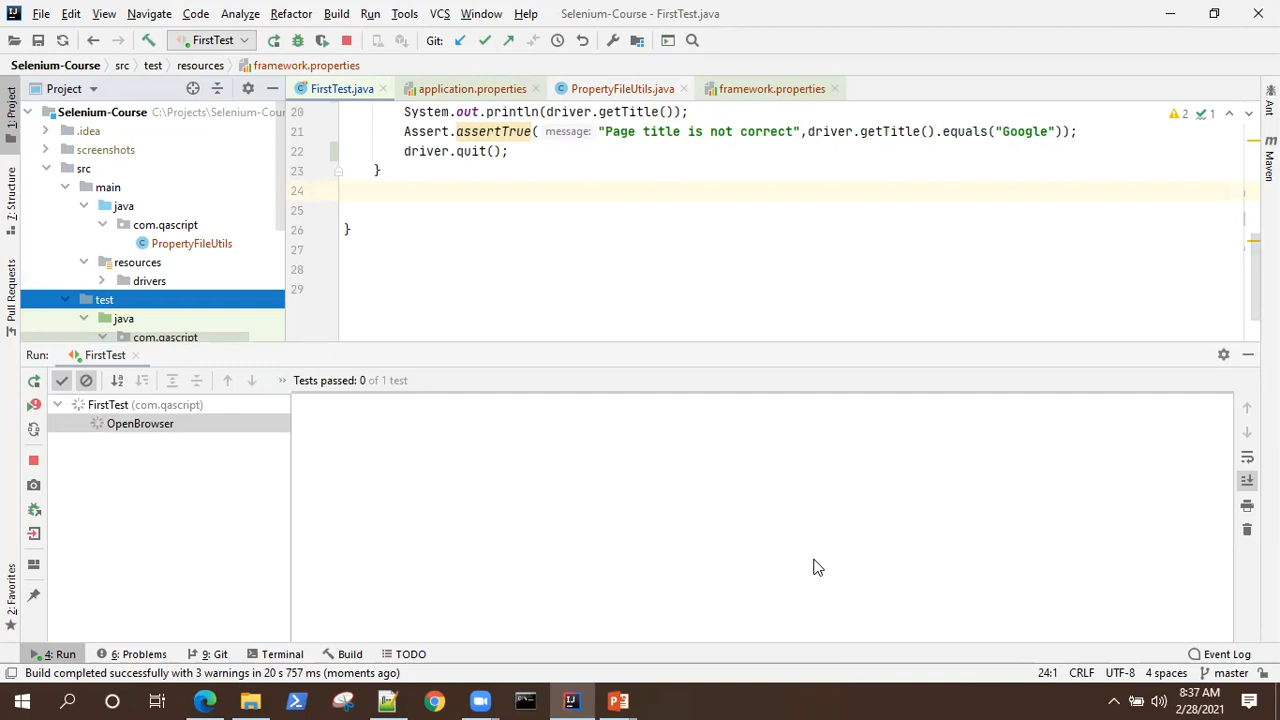 File Edit View Navigate Code Analyze Refactor Build Run Tools VCS Window Help Selenium-Course - FirstTest.java
FirstTest Git:
Selenium-Course src test resources framework.properties
Project FirstTest.java application.properties PropertyFileUtils.java framework.properties
Selenium-Course C:\Projects\Selenium-Cou
.idea
screenshots
src
main
java
com.qascript
PropertyFileUtils
resources
drivers
test
java
com.qascript
20 System.out.println(driver.getTitle());
21 Assert.assertTrue( message: "Page title is not correct",driver.getTitle().equals("Google"));
22 driver.quit();
23 }
24
25
26 }
27
28
29
2 1
1: Project
7: Structure
Pull Requests
2: Favorites
Ant
Maven
Run: FirstTest
Tests passed: 0 of 1 test
FirstTest (com.qascript)
OpenBrowser
4: Run 6: Problems 9: Git Terminal Build TODO Event Log
Build completed successfully with 3 warnings in 20 s 757 ms (moments ago) 24:1 CRLF UTF-8 4 spaces master
8:37 AM
2/28/2021